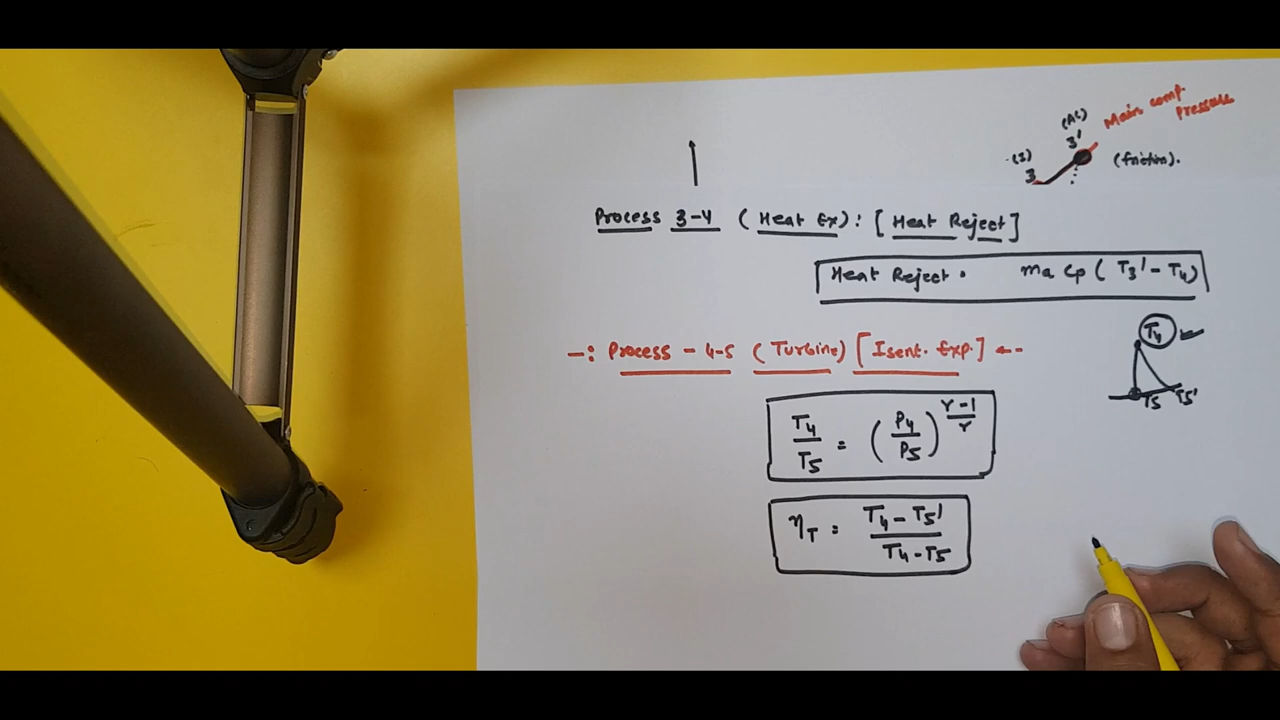 Main comp. Pressure
(Ac)
3'
(s)
3
(friction).
Process 3-4 ( Heat Ex) : [ Heat Reject ]
Heat Reject = ma Cp ( T3' - T4)
T4
-: Process - 4-5 ( Turbine) [ Isent. Exp. ] ←-
T5 T5'
T4/T5 = ( P4/P5 )^(γ-1/γ)
ηT = T4 - T5' / T4 - T5